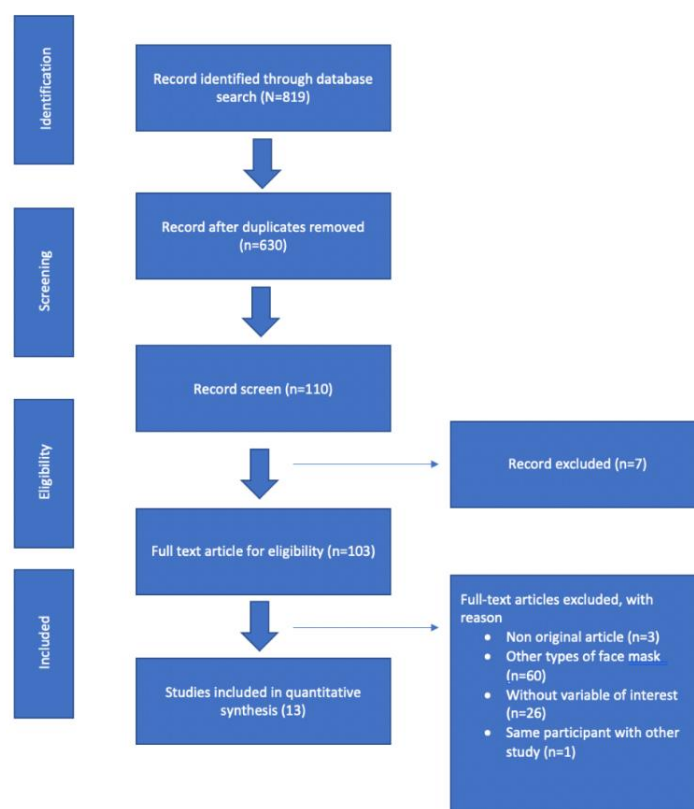 Identification
Record identified through database
search (N=819)
Screening
Record after duplicates removed
(n=630)
Record screen (n=110)
Eligibility
Record excluded (n=7)
Full text article for eligibility (n=103)
Included
Full-text articles excluded, with
reason
• Non original article (n=3)
• Other types of face mask
(n=60)
• Without variable of interest
(n=26)
• Same participant with other
study (n=1)
Studies included in quantitative
synthesis (13)